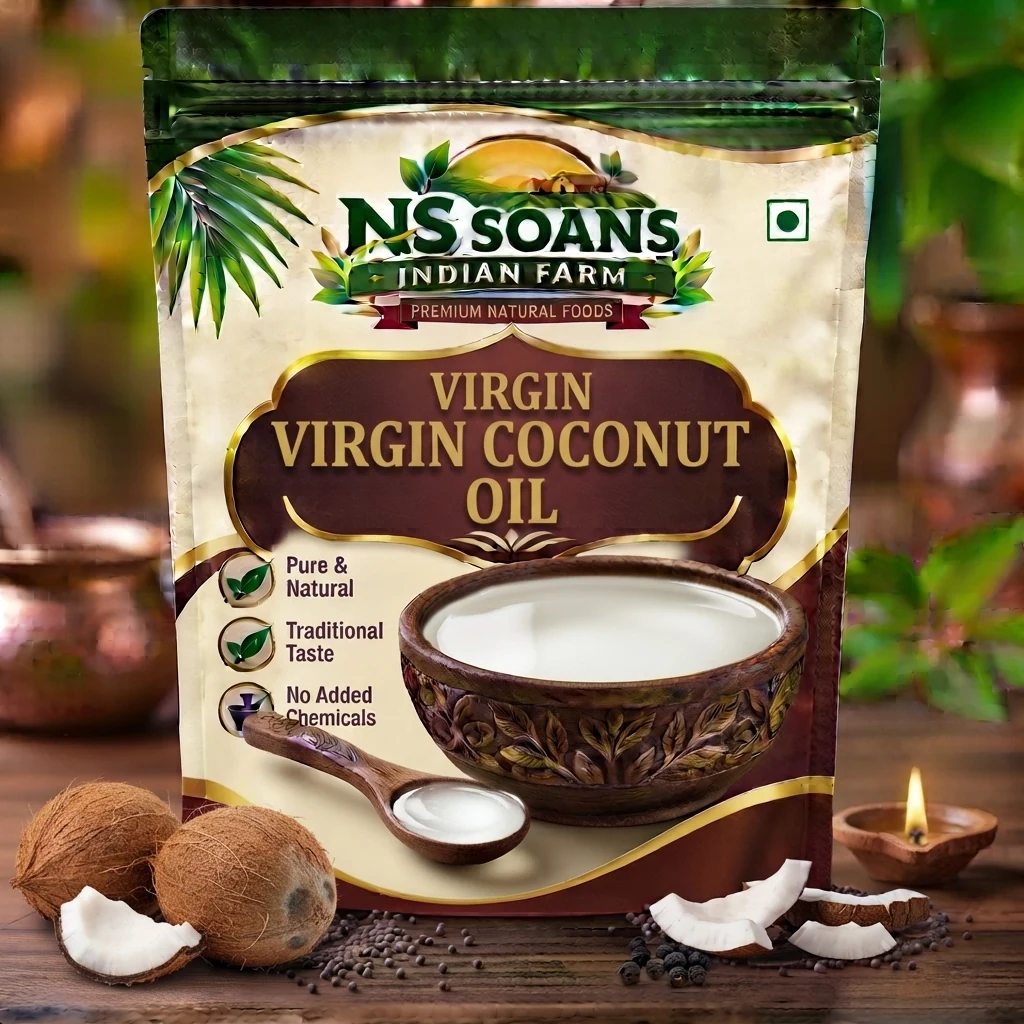 NS SOANS
INDIAN FARM
PREMIUM NATURAL FOODS
VIRGIN
VIRGIN COCONUT
OIL
Pure &
Natural
Traditional
Taste
No Added
Chemicals